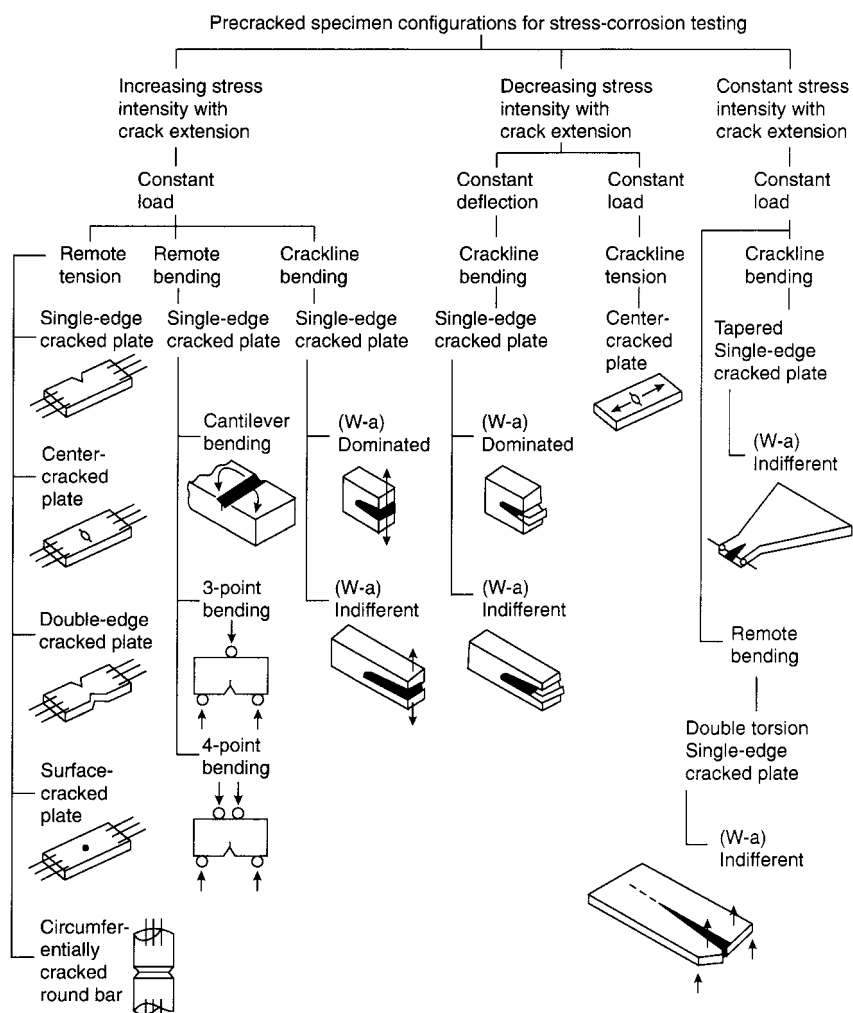 Precracked specimen configurations for stress-corrosion testing
Increasing stress
intensity with
crack extension
Decreasing stress
intensity with
crack extension
Constant stress
intensity with
crack extension
Constant
load
Constant
deflection
Constant
load
Constant
load
Remote
tension
Remote
bending
Crackline
bending
Crackline
bending
Crackline
tension
Crackline
bending
Single-edge
cracked plate
Single-edge
cracked plate
Single-edge
cracked plate
Single-edge
cracked plate
Center-
cracked
plate
Tapered
Single-edge
cracked plate
Cantilever
bending
(W-a)
Dominated
(W-a)
Dominated
(W-a)
Indifferent
Center-
cracked
plate
3-point
bending
(W-a)
Indifferent
(W-a)
Indifferent
Double-edge
cracked plate
Remote
bending
4-point
bending
Double torsion
Single-edge
cracked plate
Surface-
cracked
plate
(W-a)
Indifferent
Circumfer-
entially
cracked
round bar